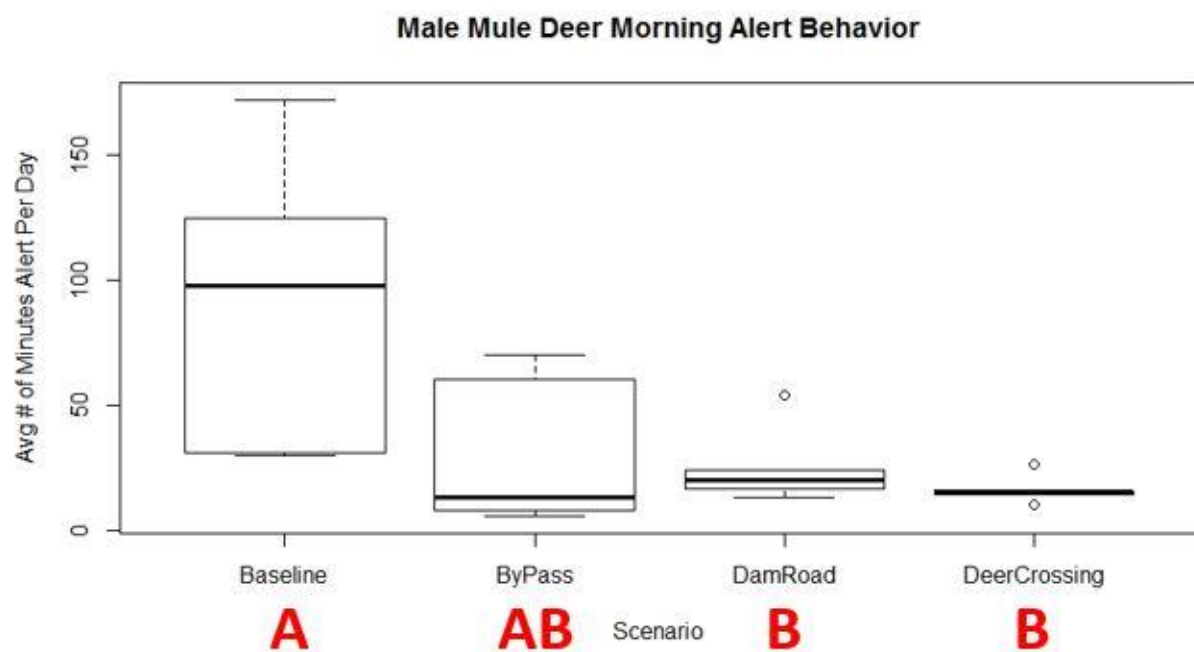 Male Mule Deer Morning Alert Behavior
Avg # of Minutes Alert Per Day
150
100
50
0
Baseline ByPass DamRoad DeerCrossing
A AB B B
Scenario